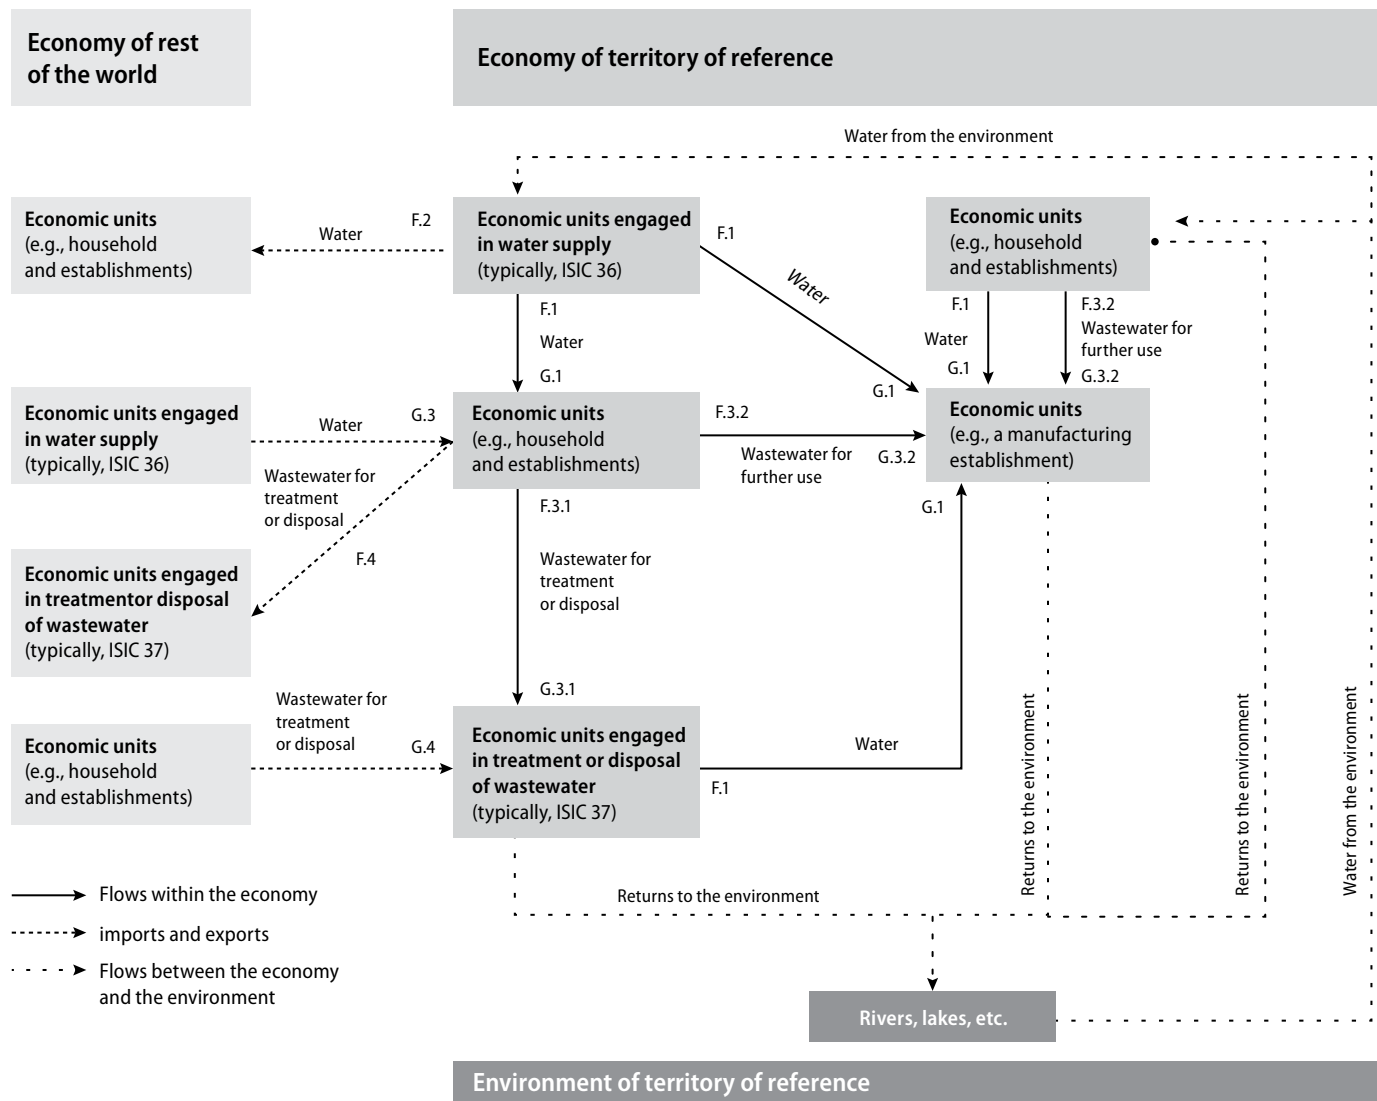 Economy of rest
of the world
Economy of territory of reference
Water from the environment
Economic units
(e.g., household
and establishments)
Water
F.2
Economic units engaged
in water supply
(typically, ISIC 36)
F.1
Water
Economic units
(e.g., household
and establishments)
F.1
Water
G.1
F.1
Water
G.1
F.3.2
Wastewater for
further use
G.3.2
G.1
Economic units engaged
in water supply
(typically, ISIC 36)
Water
G.3
Wastewater for
treatment
or disposal
F.4
Economic units
(e.g., household
and establishments)
F.3.2
Wastewater for
further use
G.3.2
Economic units
(e.g., a manufacturing
establishment)
G.1
F.3.1
Wastewater for
treatment
or disposal
G.3.1
Economic units engaged
in treatmentor disposal
of wastewater
(typically, ISIC 37)
Wastewater for
treatment
or disposal
G.4
Economic units
(e.g., household
and establishments)
Economic units engaged
in treatment or disposal
of wastewater
(typically, ISIC 37)
Water
F.1
Returns to the environment
Returns to the environment
Water from the environment
Returns to the environment
Flows within the economy
imports and exports
Flows between the economy
and the environment
Rivers, lakes, etc.
Environment of territory of reference